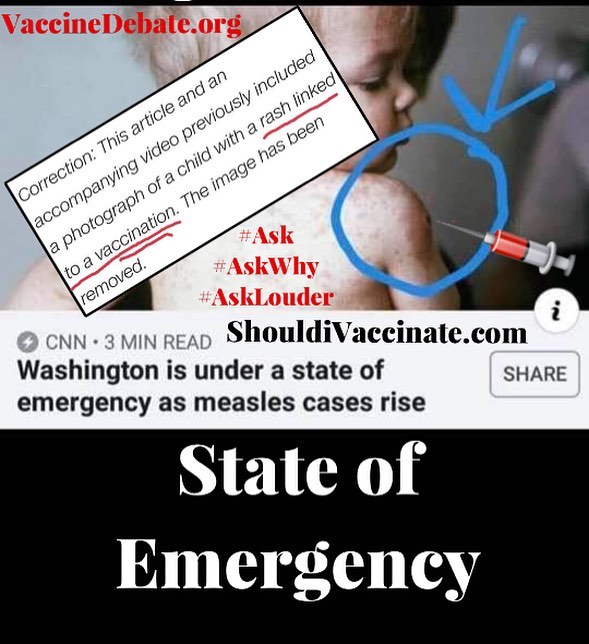 VaccineDebate.org
Correction: This article and an
accompanying video previously included
a photograph of a child with a rash linked
to a vaccination. The image has been
removed.
#Ask
#AskWhy
#AskLouder
i
CNN • 3 MIN READ
ShouldiVaccinate.com
Washington is under a state of
emergency as measles cases rise
SHARE
State of
Emergency